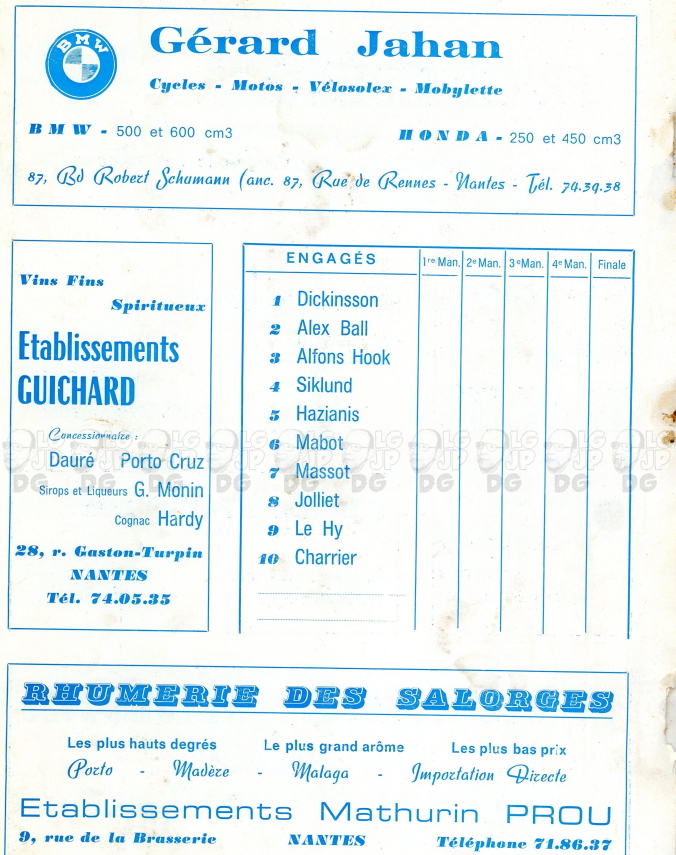 BMW
Gérard Jahan
Cycles - Motos - Vélosolex - Mobylette
BMW - 500 et 600 cm3
HONDA - 250 et 450 cm3
87, Bd Robert Schumann (anc. 87, Rue de Rennes - Nantes - Tél. 74.39.38
Vins Fins
Spiritueux
Etablissements
GUICHARD
Concessionnaire :
Dauré Porto Cruz
Sirops et Liqueurs G. Monin
Cognac Hardy
28, r. Gaston-Turpin
NANTES
Tél. 74.05.35
ENGAGÉS 1re Man. 2e Man. 3e Man. 4e Man. Finale
1 Dickinsson
2 Alex Ball
3 Alfons Hook
4 Siklund
5 Hazianis
6 Mabot
7 Massot
8 Jolliet
9 Le Hy
10 Charrier
RHUMERIE DES SALORGES
Les plus hauts degrés Le plus grand arôme Les plus bas prix
Porto - Madère - Malaga - Importation Directe
Etablissements Mathurin PROU
9, rue de la Brasserie NANTES Téléphone 71.86.37